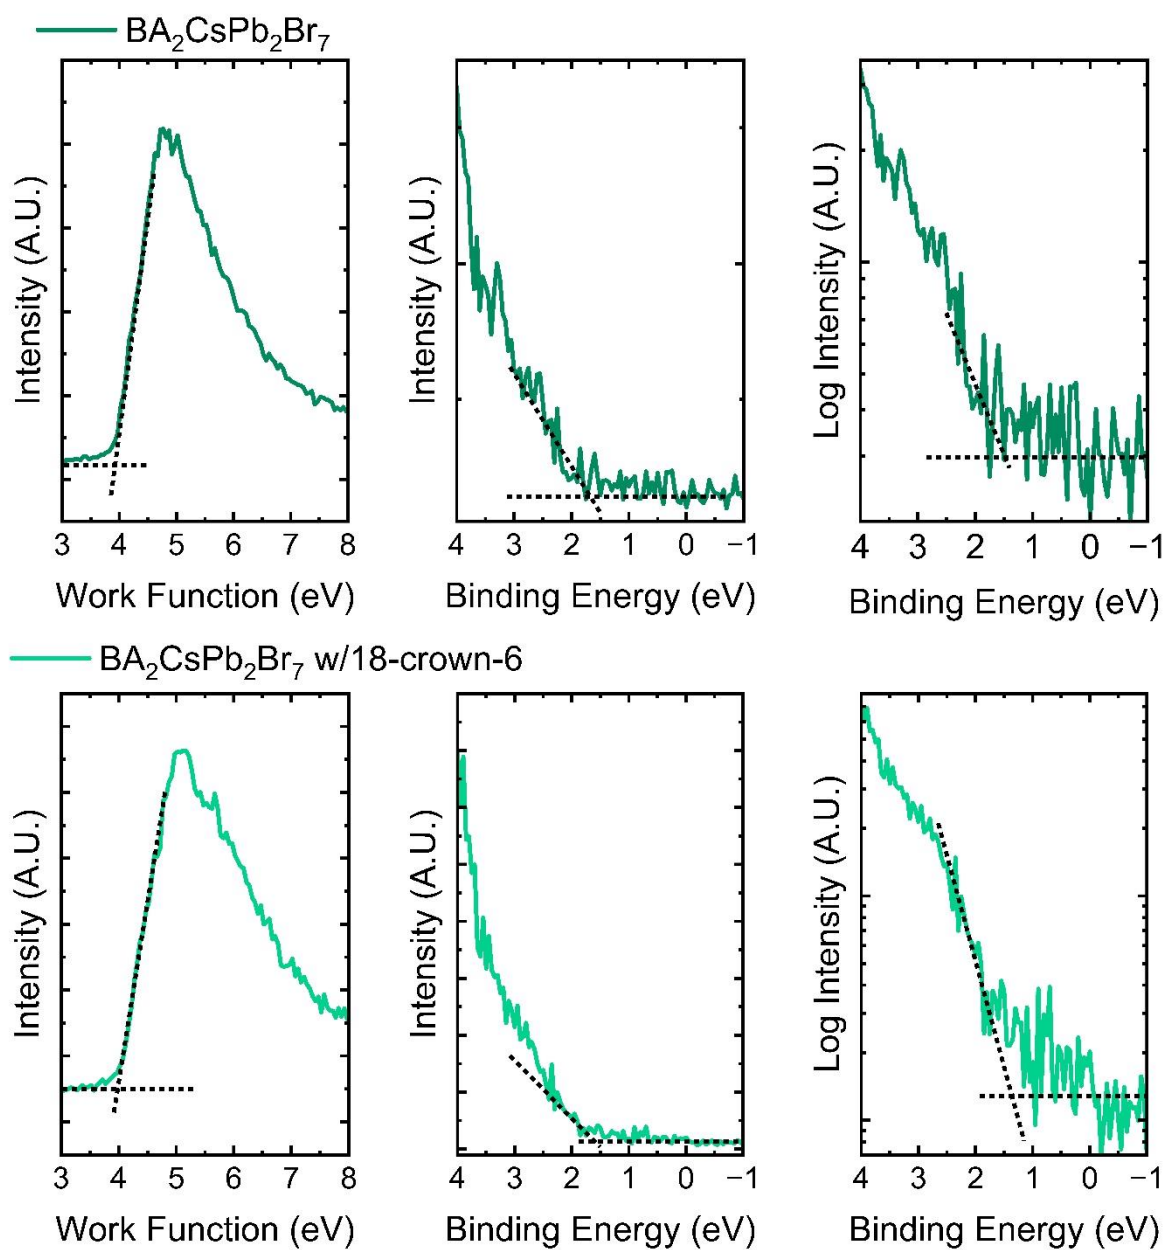 BA₂CsPb₂Br₇
Intensity (A.U.)
3 4 5 6 7 8
Work Function (eV)
Intensity (A.U.)
4 3 2 1 0 −1
Binding Energy (eV)
Log Intensity (A.U.)
4 3 2 1 0 −1
Binding Energy (eV)
BA₂CsPb₂Br₇ w/18-crown-6
Intensity (A.U.)
3 4 5 6 7 8
Work Function (eV)
Intensity (A.U.)
4 3 2 1 0 −1
Binding Energy (eV)
Log Intensity (A.U.)
4 3 2 1 0 −1
Binding Energy (eV)